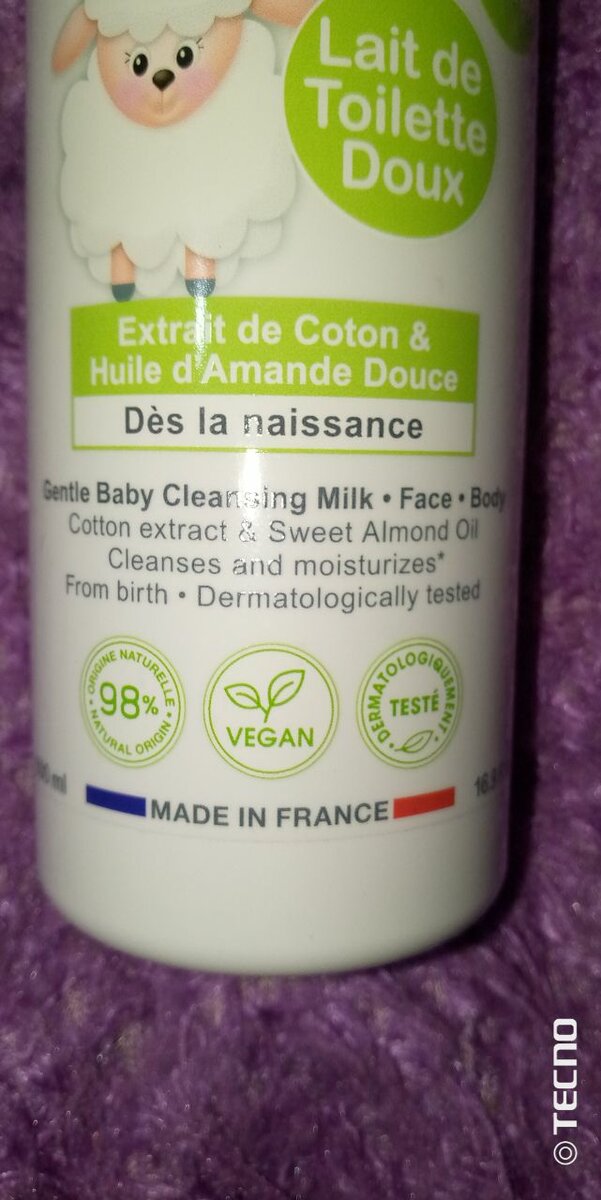 Lait de
Toilette
Doux
Extrait de Coton &
Huile d'Amande Douce
Dès la naissance
Gentle Baby Cleansing Milk • Face • Body
Cotton extract & Sweet Almond Oil
Cleanses and moisturizes*
From birth • Dermatologically tested
ORIGINE NATURELLE •
98%
NATURAL ORIGIN •
VEGAN
DERMATOLOGIQUEMENT
TESTÉ
ml
MADE IN FRANCE
TECNO